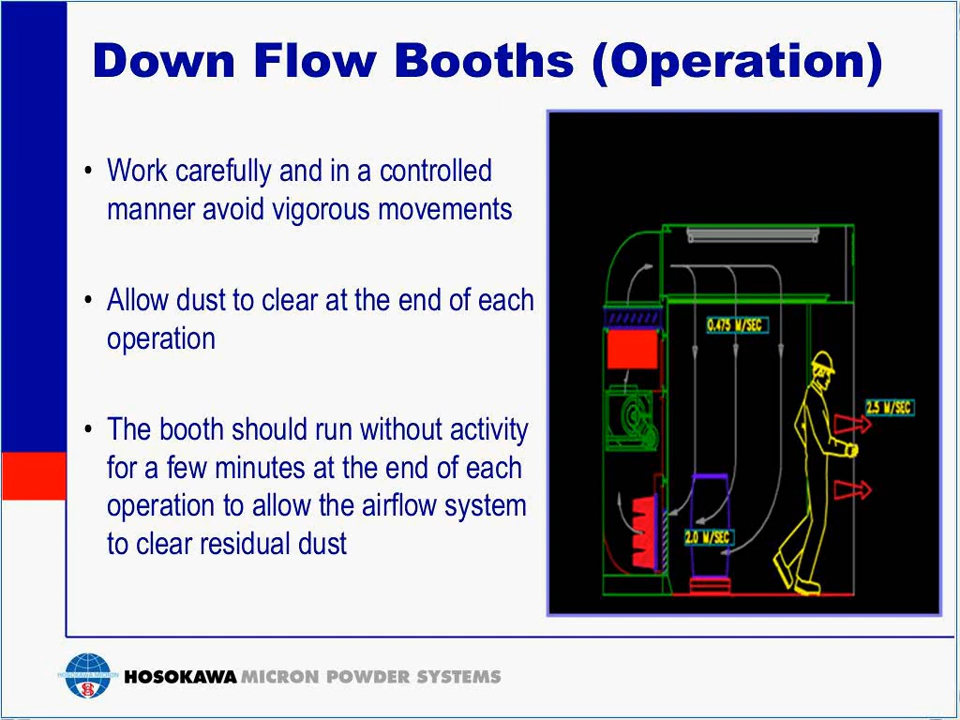 Down Flow Booths (Operation)
• Work carefully and in a controlled
manner avoid vigorous movements
• Allow dust to clear at the end of each
operation
• The booth should run without activity
for a few minutes at the end of each
operation to allow the airflow system
to clear residual dust
0.475 M/SEC
2.5 M/SEC
2.0 M/SEC
HOSOKAWA MICRON
HOSOKAWA MICRON POWDER SYSTEMS